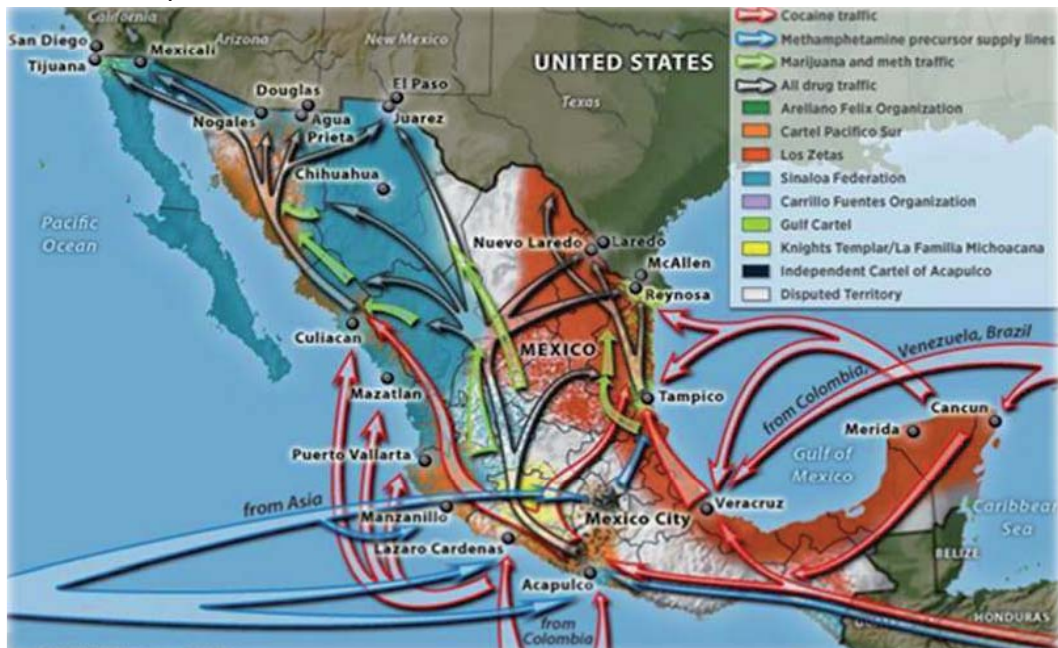 California
San Diego
Tijuana
Mexicali
Arizona
New Mexico
Douglas
El Paso
Nogales
Agua
Prieta
Juarez
UNITED STATES
Texas
Cocaine traffic
Methamphetamine precursor supply lines
Marijuana and meth traffic
All drug traffic
Arellano Felix Organization
Cartel Pacifico Sur
Los Zetas
Sinaloa Federation
Carrillo Fuentes Organization
Gulf Cartel
Knights Templar/La Familia Michoacana
Independent Cartel of Acapulco
Disputed Territory
Chihuahua
Pacific
Ocean
Nuevo Laredo
Laredo
McAllen
Reynosa
Culiacan
MEXICO
Mazatlan
Tampico
from Colombia, Venezuela, Brazil
Cancun
Merida
Puerto Vallarta
Gulf of
Mexico
from Asia
Manzanillo
Mexico City
Veracruz
Caribbean
Sea
Lazaro Cardenas
BELIZE
Acapulco
from
Colombia
HONDURAS